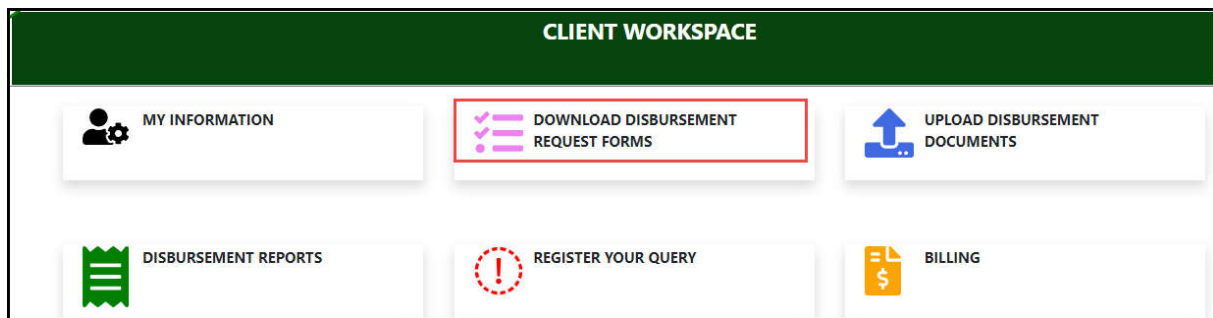 CLIENT WORKSPACE
MY INFORMATION
DOWNLOAD DISBURSEMENT
REQUEST FORMS
UPLOAD DISBURSEMENT
DOCUMENTS
DISBURSEMENT REPORTS
REGISTER YOUR QUERY
BILLING